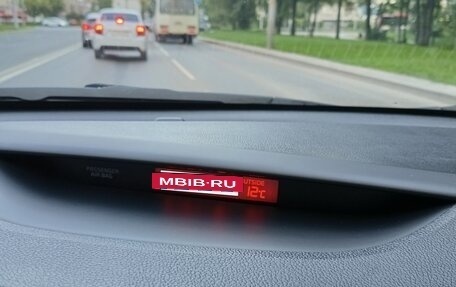 PASSENGER
AIR BAG
MBIB·RU
OUTSIDE
12°C